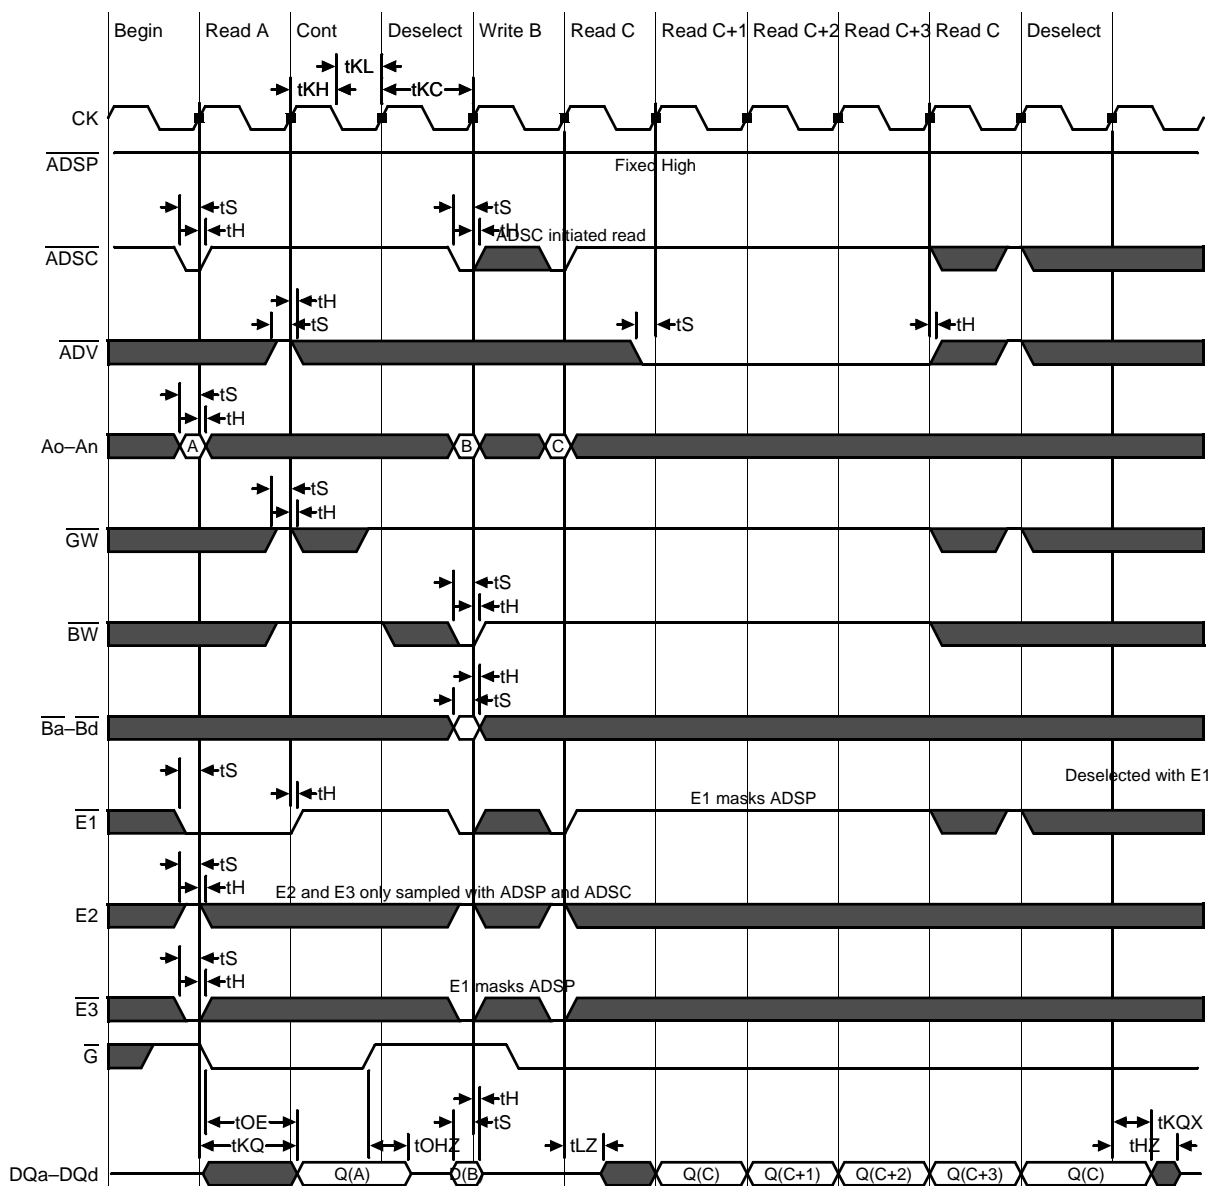 Begin Read A Cont Deselect Write B Read C Read C+1 Read C+2 Read C+3 Read C Deselect
tKL
tKH tKC
CK
ADSP
Fixed High
tS tS
tH tH
ADSC initiated read
ADSC
tH
tS tS tH
ADV
tS
tH
Ao–An A B C
tS
tH
GW
tS
tH
BW
tH
tS
Ba–Bd
tS Deselected with E1
tH
E1 masks ADSP
E1
tS
tH
E2 and E3 only sampled with ADSP and ADSC
E2
tS
tH
E1 masks ADSP
E3
G
tH
tOE tS tKQX
tKQ tOHZ tLZ tHZ
DQa–DQd Q(A) D(B Q(C) Q(C+1) Q(C+2) Q(C+3) Q(C)